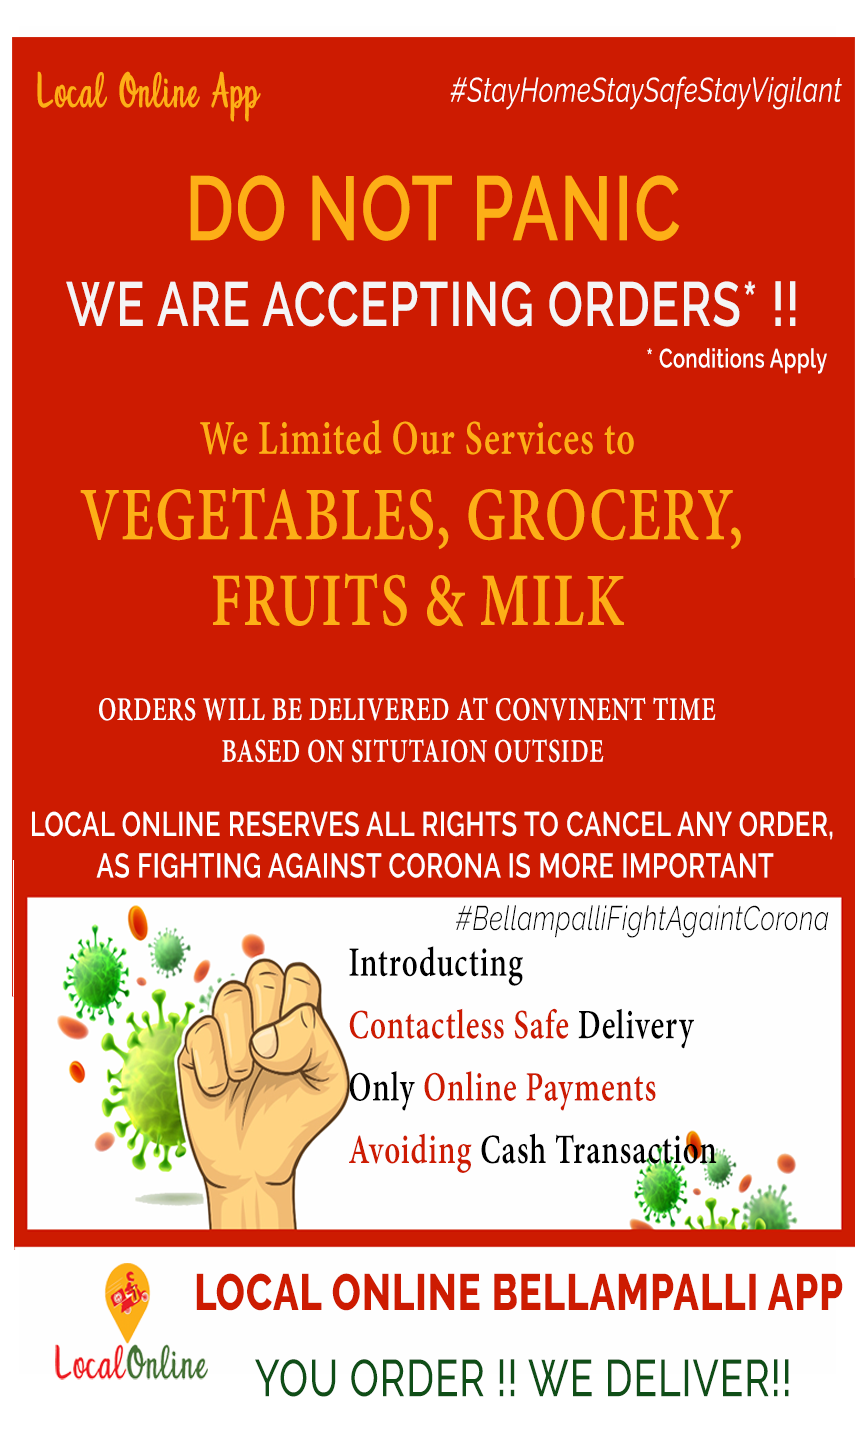 Local Online App
#StayHomeStaySafeStayVigilant
DO NOT PANIC
WE ARE ACCEPTING ORDERS* !!
* Conditions Apply
We Limited Our Services to
VEGETABLES, GROCERY,
FRUITS & MILK
ORDERS WILL BE DELIVERED AT CONVINENT TIME
BASED ON SITUTAION OUTSIDE
LOCAL ONLINE RESERVES ALL RIGHTS TO CANCEL ANY ORDER,
AS FIGHTING AGAINST CORONA IS MORE IMPORTANT
#BellampalliFightAgaintCorona
Introducting
Contactless Safe Delivery
Only Online Payments
Avoiding Cash Transaction
LOCAL ONLINE BELLAMPALLI APP
LocalOnline
YOU ORDER !! WE DELIVER!!